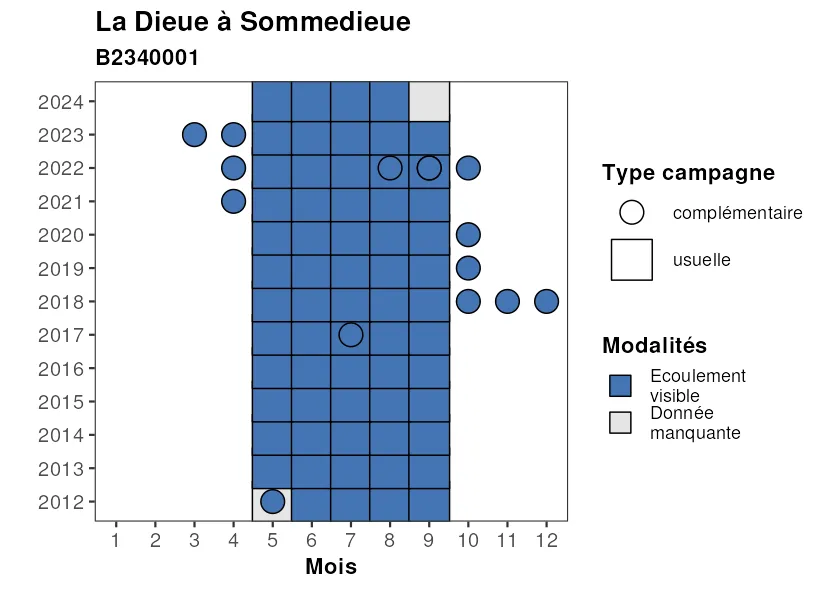 La Dieue à Sommedieue
B2340001
2024
2023
2022
2021
2020
2019
2018
2017
2016
2015
2014
2013
2012
1 2 3 4 5 6 7 8 9 10 11 12
Mois
Type campagne
complémentaire
usuelle
Modalités
Ecoulement
visible
Donnée
manquante